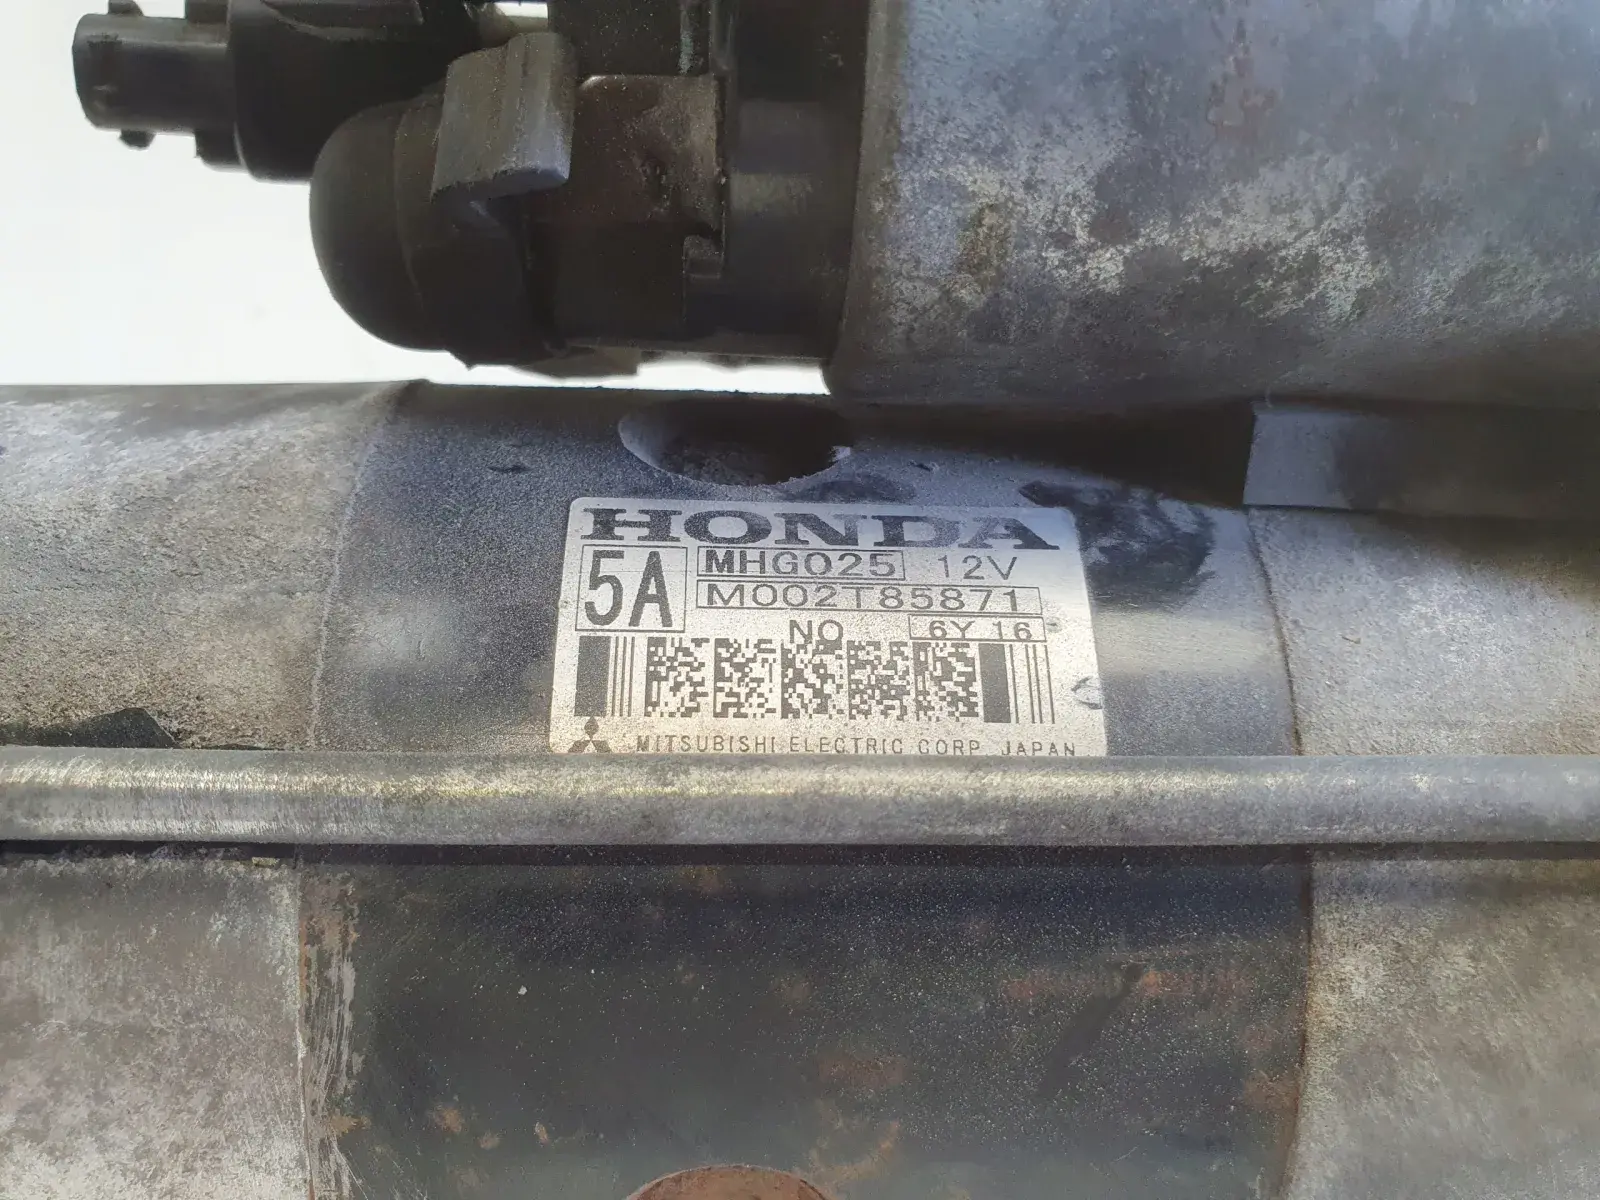 HONDA
5A MHG025 12V
M002T85871
NO 6Y 16
MITSUBISHI ELECTRIC CORP. JAPAN